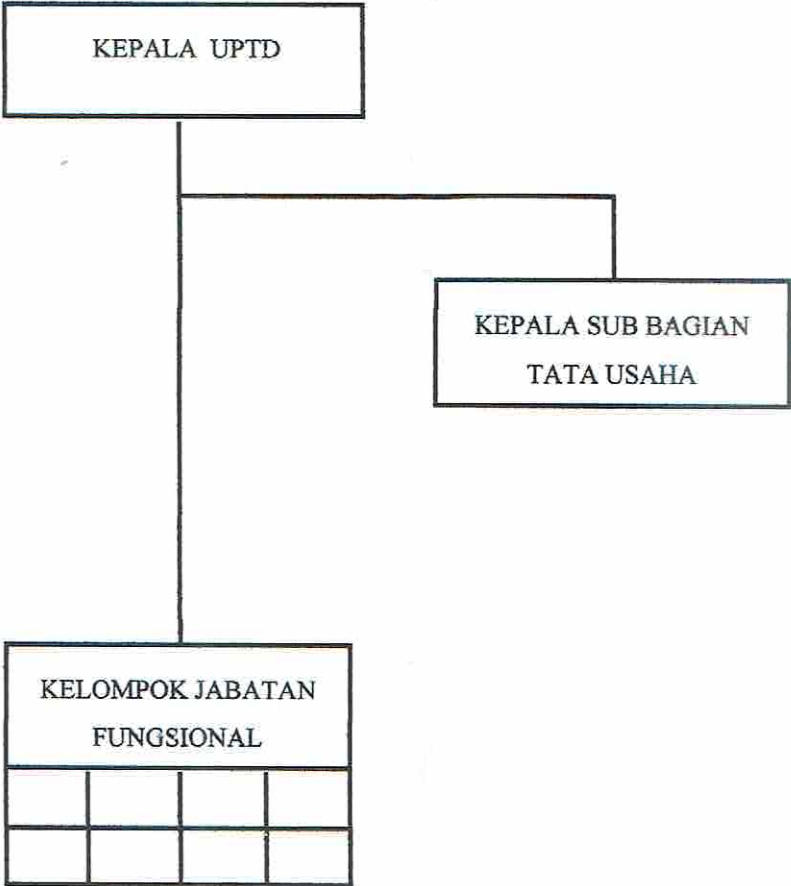 KEPALA UPTD
KEPALA SUB BAGIAN
TATA USAHA
KELOMPOK JABATAN
FUNGSIONAL